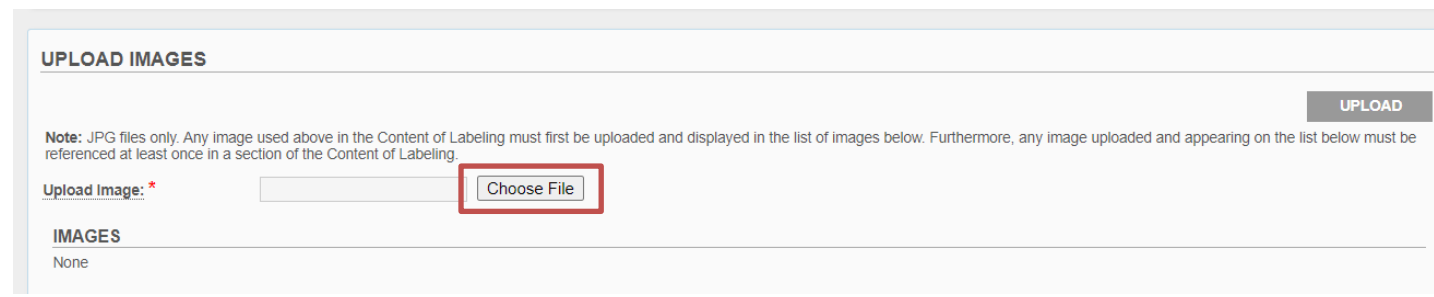 UPLOAD IMAGES
UPLOAD
Note: JPG files only. Any image used above in the Content of Labeling must first be uploaded and displayed in the list of images below. Furthermore, any image uploaded and appearing on the list below must be
referenced at least once in a section of the Content of Labeling.
Upload Image: * Choose File
IMAGES
None